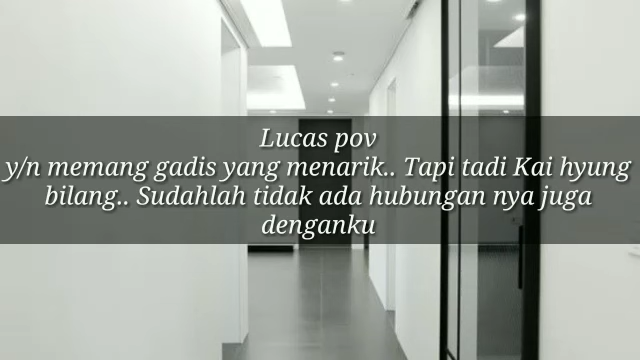 Lucas pov
y/n memang gadis yang menarik.. Tapi tadi Kai hyung
bilang.. Sudahlah tidak ada hubungan nya juga
denganku